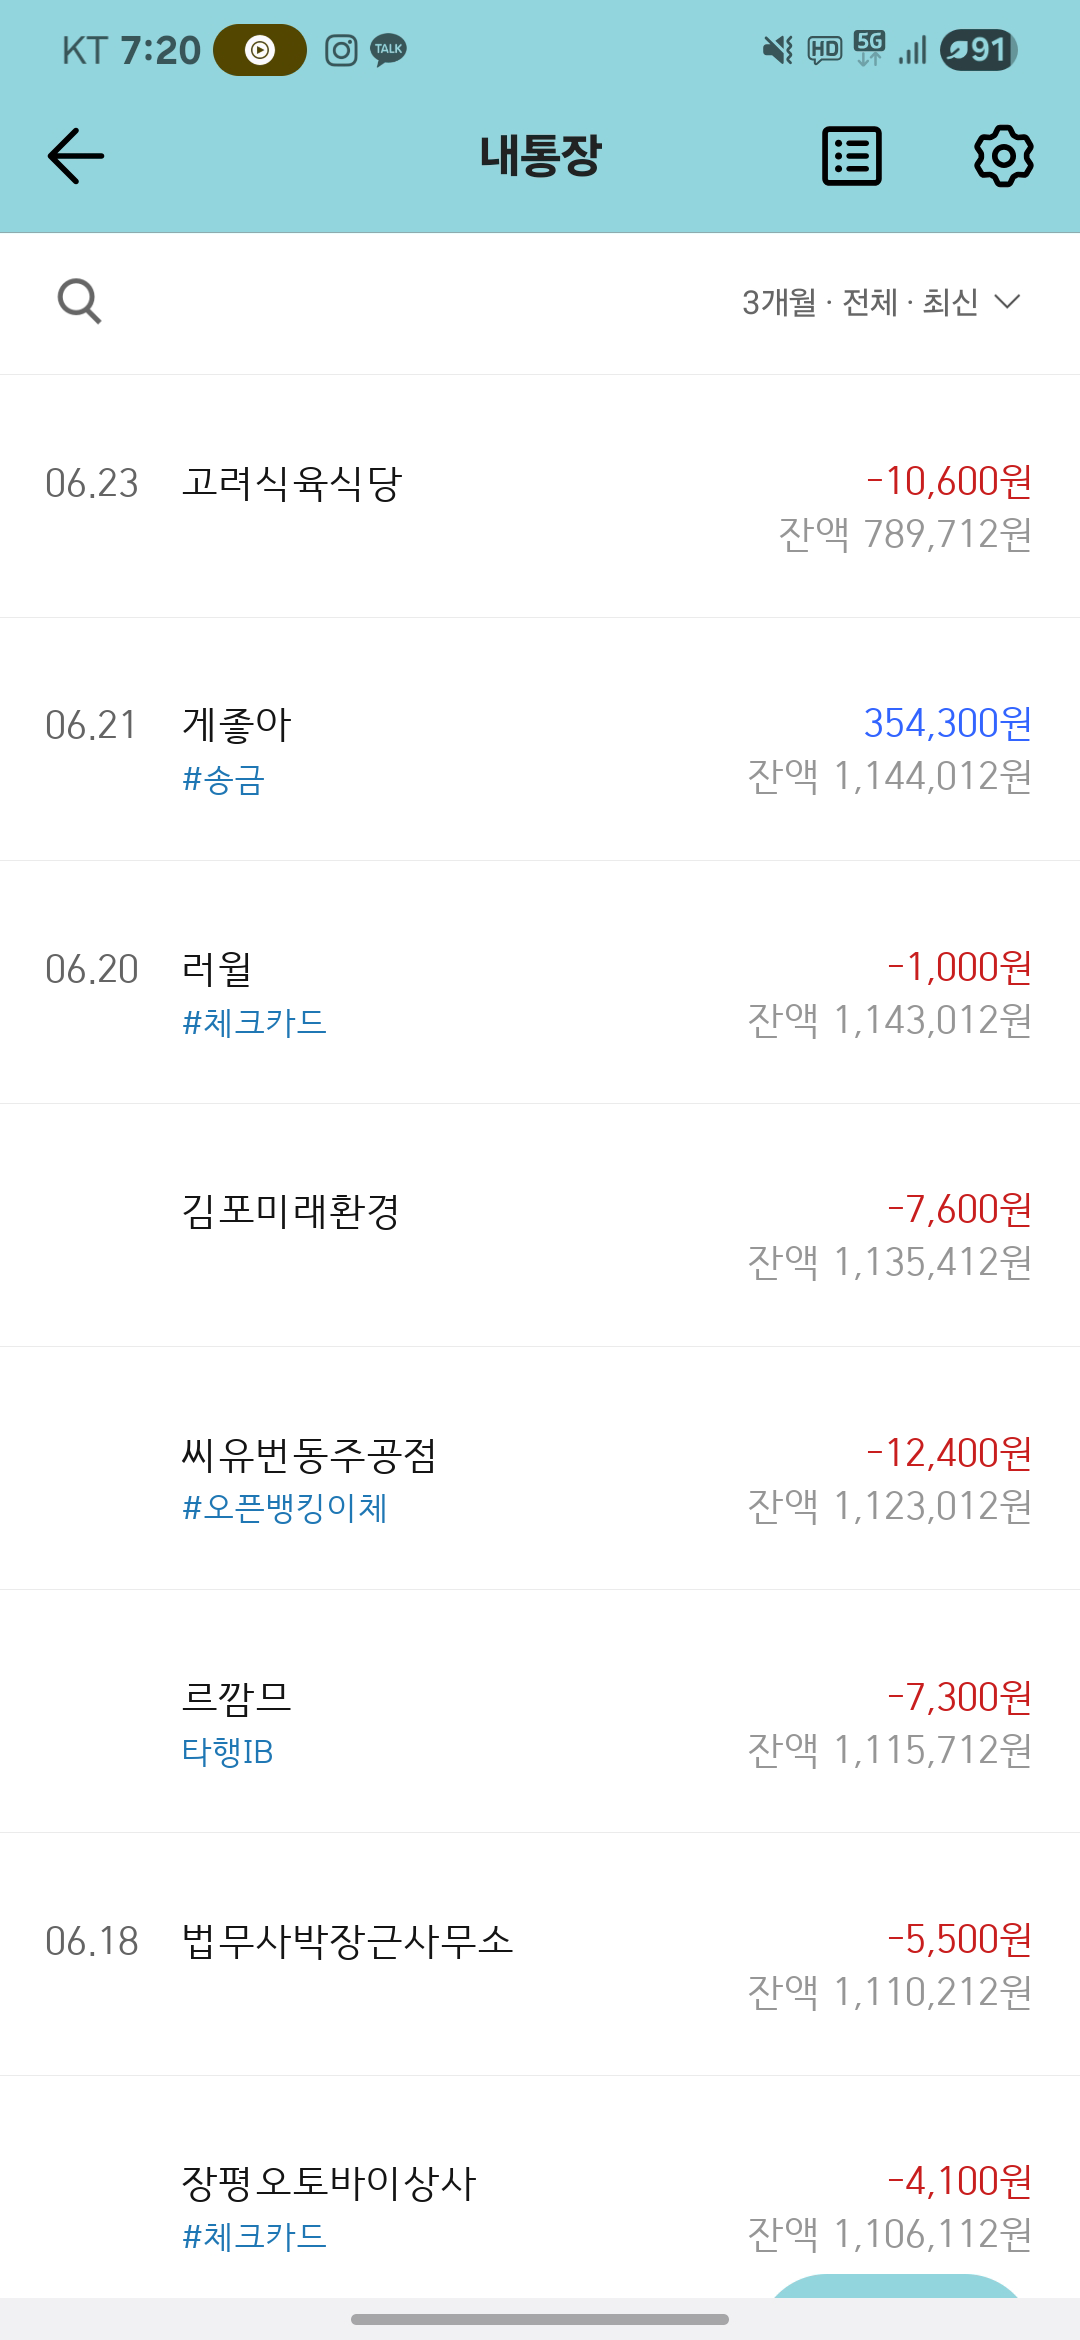 KT 7:20 TALK HD 5G 91
내통장
3개월 · 전체 · 최신
06.23 고려식육식당 -10,600원
잔액 789,712원
06.21 게좋아 354,300원
#송금 잔액 1,144,012원
06.20 러월 -1,000원
#체크카드 잔액 1,143,012원
김포미래환경 -7,600원
잔액 1,135,412원
씨유번동주공점 -12,400원
#오픈뱅킹이체 잔액 1,123,012원
르깜므 -7,300원
타행IB 잔액 1,115,712원
06.18 법무사박장근사무소 -5,500원
잔액 1,110,212원
장평오토바이상사 -4,100원
#체크카드 잔액 1,106,112원